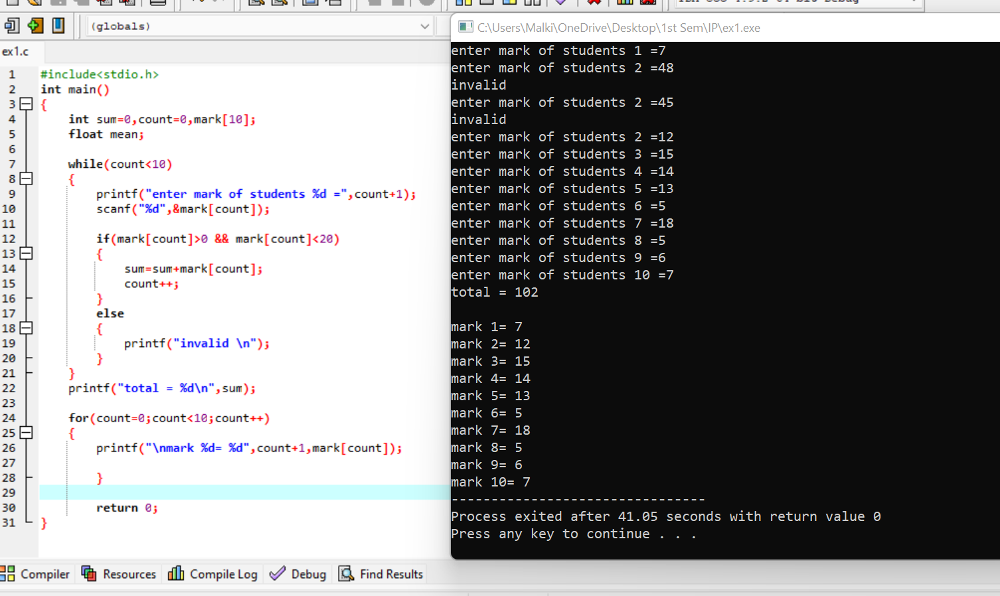 (globals)
ex1.c
1 #include<stdio.h>
2 int main()
3 {
4 int sum=0,count=0,mark[10];
5 float mean;
6
7 while(count<10)
8 {
9 printf("enter mark of students %d =",count+1);
10 scanf("%d",&mark[count]);
11
12 if(mark[count]>0 && mark[count]<20)
13 {
14 sum=sum+mark[count];
15 count++;
16 }
17 else
18 {
19 printf("invalid \n");
20 }
21 }
22 printf("total = %d\n",sum);
23
24 for(count=0;count<10;count++)
25 {
26 printf("\nmark %d= %d",count+1,mark[count]);
27
28 }
29
30 return 0;
31 }
Compiler Resources Compile Log Debug Find Results
C:\Users\Malki\OneDrive\Desktop\1st Sem\IP\ex1.exe
enter mark of students 1 =7
enter mark of students 2 =48
invalid
enter mark of students 2 =45
invalid
enter mark of students 2 =12
enter mark of students 3 =15
enter mark of students 4 =14
enter mark of students 5 =13
enter mark of students 6 =5
enter mark of students 7 =18
enter mark of students 8 =5
enter mark of students 9 =6
enter mark of students 10 =7
total = 102
mark 1= 7
mark 2= 12
mark 3= 15
mark 4= 14
mark 5= 13
mark 6= 5
mark 7= 18
mark 8= 5
mark 9= 6
mark 10= 7
--------------------------------
Process exited after 41.05 seconds with return value 0
Press any key to continue . . .